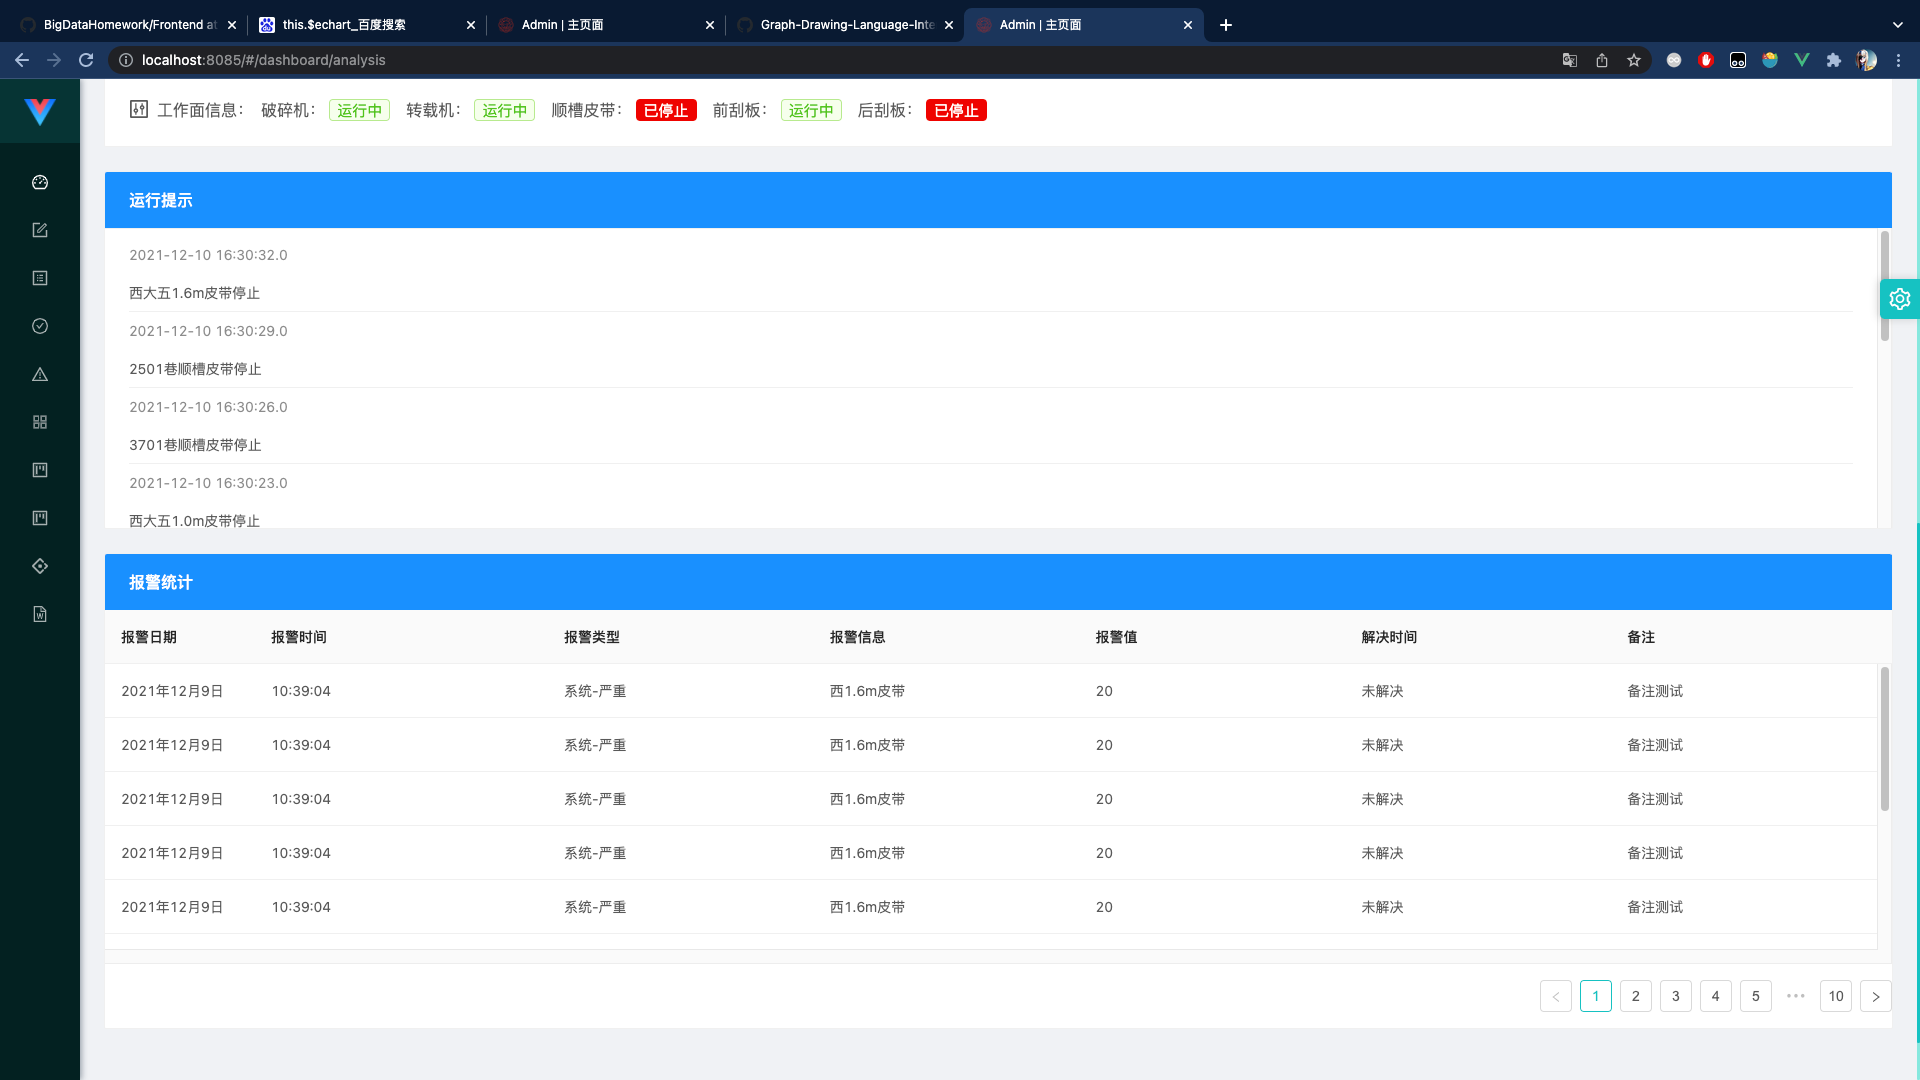 BigDataHomework/Frontend at
this.$echart_百度搜索
Admin | 主页面
Graph-Drawing-Language-Inte
Admin | 主页面
localhost:8085/#/dashboard/analysis
工作面信息： 破碎机： 运行中 转载机： 运行中 顺槽皮带： 已停止 前刮板： 运行中 后刮板： 已停止
运行提示
2021-12-10 16:30:32.0
西大五1.6m皮带停止
2021-12-10 16:30:29.0
2501巷顺槽皮带停止
2021-12-10 16:30:26.0
3701巷顺槽皮带停止
2021-12-10 16:30:23.0
西大五1.0m皮带停止
报警统计
报警日期 报警时间 报警类型 报警信息 报警值 解决时间 备注
2021年12月9日 10:39:04 系统-严重 西1.6m皮带 20 未解决 备注测试
2021年12月9日 10:39:04 系统-严重 西1.6m皮带 20 未解决 备注测试
2021年12月9日 10:39:04 系统-严重 西1.6m皮带 20 未解决 备注测试
2021年12月9日 10:39:04 系统-严重 西1.6m皮带 20 未解决 备注测试
2021年12月9日 10:39:04 系统-严重 西1.6m皮带 20 未解决 备注测试
< 1 2 3 4 5 ••• 10 >